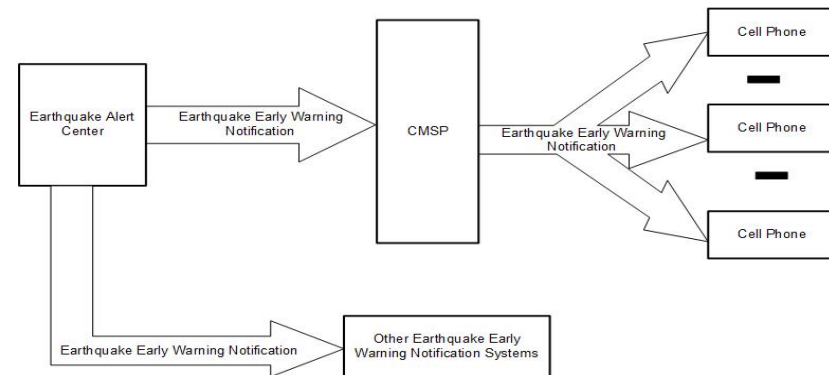 Earthquake Alert
Center
Earthquake Early Warning
Notification
CMSP
Earthquake Early Warning
Notification
Cell Phone
Cell Phone
Cell Phone
Earthquake Early Warning Notification
Other Earthquake Early
Warning Notification Systems